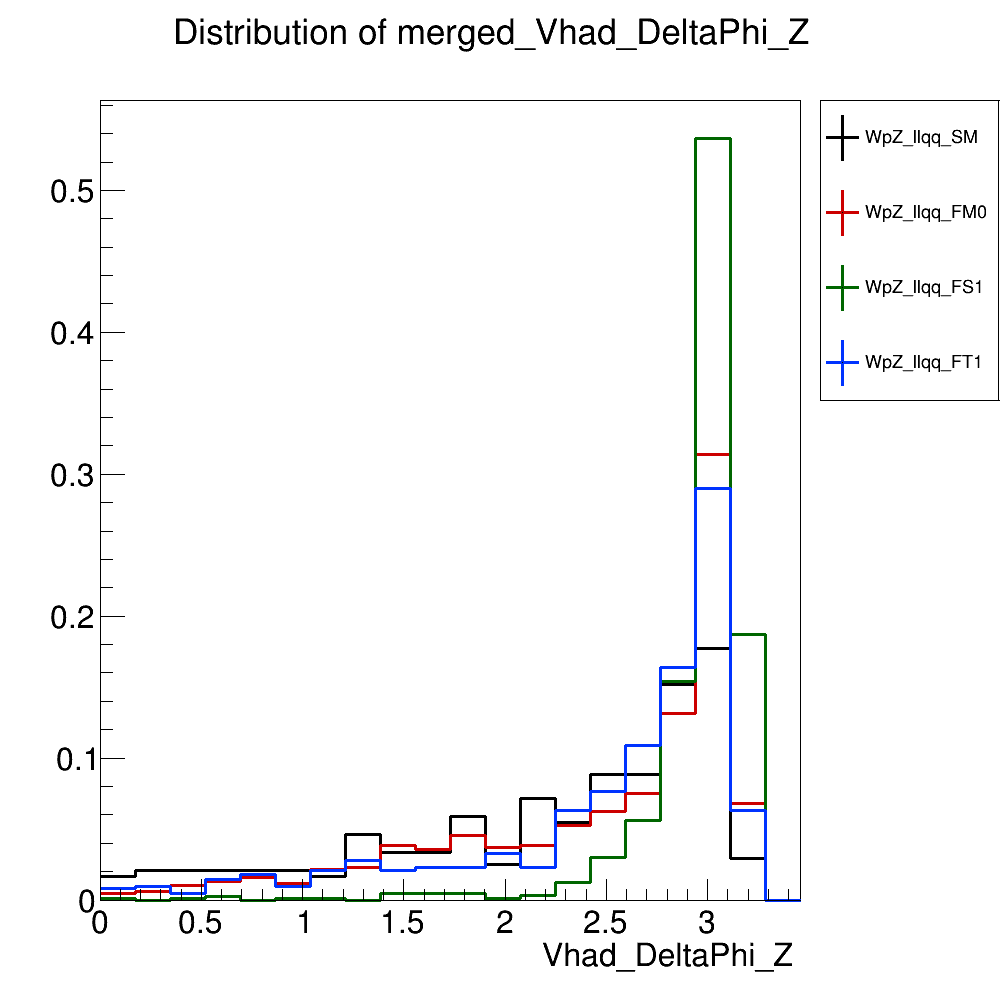 Distribution of merged_Vhad_DeltaPhi_Z
WpZ_llqq_SM
WpZ_llqq_FM0
WpZ_llqq_FS1
WpZ_llqq_FT1
0.5
0.4
0.3
0.2
0.1
0
0 0.5 1 1.5 2 2.5 3
Vhad_DeltaPhi_Z